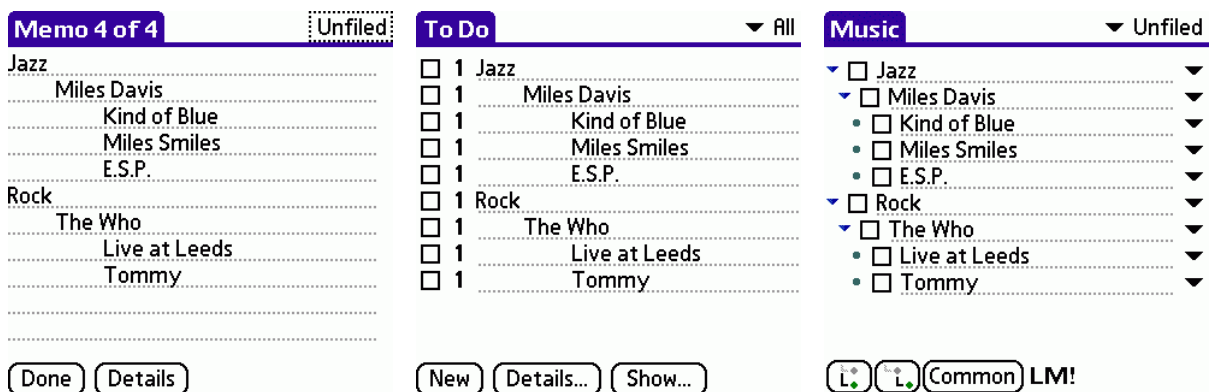 Memo 4 of 4 Unfiled
Jazz
Miles Davis
Kind of Blue
Miles Smiles
E.S.P.
Rock
The Who
Live at Leeds
Tommy
Done Details
To Do All
1 Jazz
1 Miles Davis
1 Kind of Blue
1 Miles Smiles
1 E.S.P.
1 Rock
1 The Who
1 Live at Leeds
1 Tommy
New Details... Show...
Music Unfiled
Jazz
Miles Davis
Kind of Blue
Miles Smiles
E.S.P.
Rock
The Who
Live at Leeds
Tommy
Common LM!